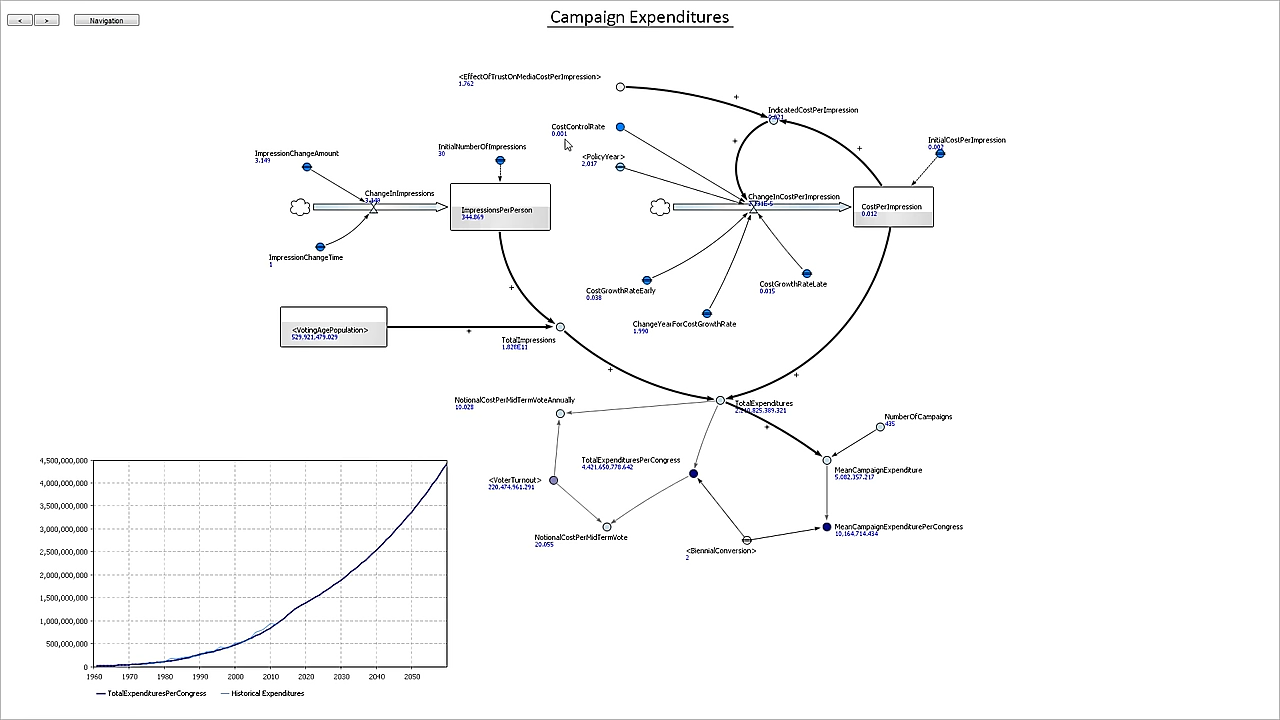 < > Navigation
Campaign Expenditures
<EffectOfTrustOnMediaCostPerImpression>
1.762
IndicatedCostPerImpression
0.021
CostControlRate
0.001
InitialCostPerImpression
0.002
InitialNumberOfImpressions
30
ImpressionChangeAmount
3.149
<PolicyYear>
2,017
ChangeInImpressions
3.149
ChangeInCostPerImpression
ImpressionsPerPerson
344.869
CostPerImpression
0.012
ImpressionChangeTime
1
CostGrowthRateEarly
0.038
CostGrowthRateLate
0.015
ChangeYearForCostGrowthRate
1,990
<VotingAgePopulation>
529,921,479.029
TotalImpressions
1.828E11
NotionalCostPerMidTermVoteAnnually
10.028
TotalExpenditures
2,210,825,389.321
NumberOfCampaigns
435
TotalExpendituresPerCongress
4,421,650,778.642
MeanCampaignExpenditure
5,082,357.217
<VoterTurnout>
220,474,961.291
MeanCampaignExpenditurePerCongress
10,164,714.434
NotionalCostPerMidTermVote
20.055
<BiennialConversion>
2
4,500,000,000
4,000,000,000
3,500,000,000
3,000,000,000
2,500,000,000
2,000,000,000
1,500,000,000
1,000,000,000
500,000,000
0
1960 1970 1980 1990 2000 2010 2020 2030 2040 2050
TotalExpendituresPerCongress Historical Expenditures